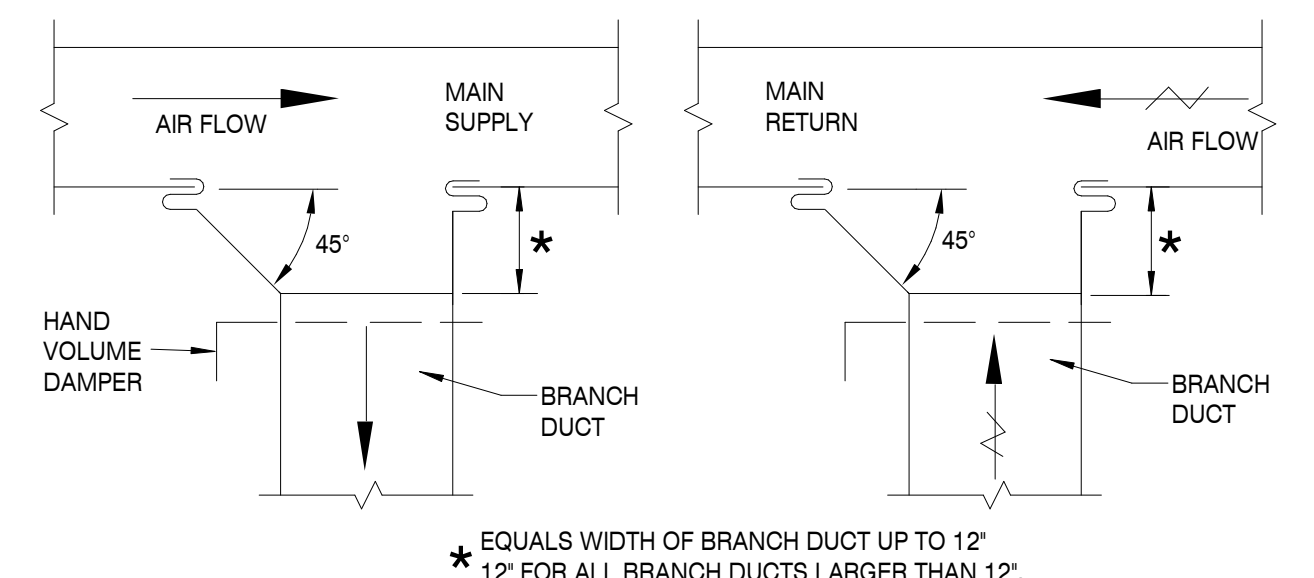 AIR FLOW
MAIN
SUPPLY
45°
*
HAND
VOLUME
DAMPER
BRANCH
DUCT
MAIN
RETURN
AIR FLOW
45°
*
BRANCH
DUCT
* EQUALS WIDTH OF BRANCH DUCT UP TO 12"
12" FOR ALL BRANCH DUCTS LARGER THAN 12".